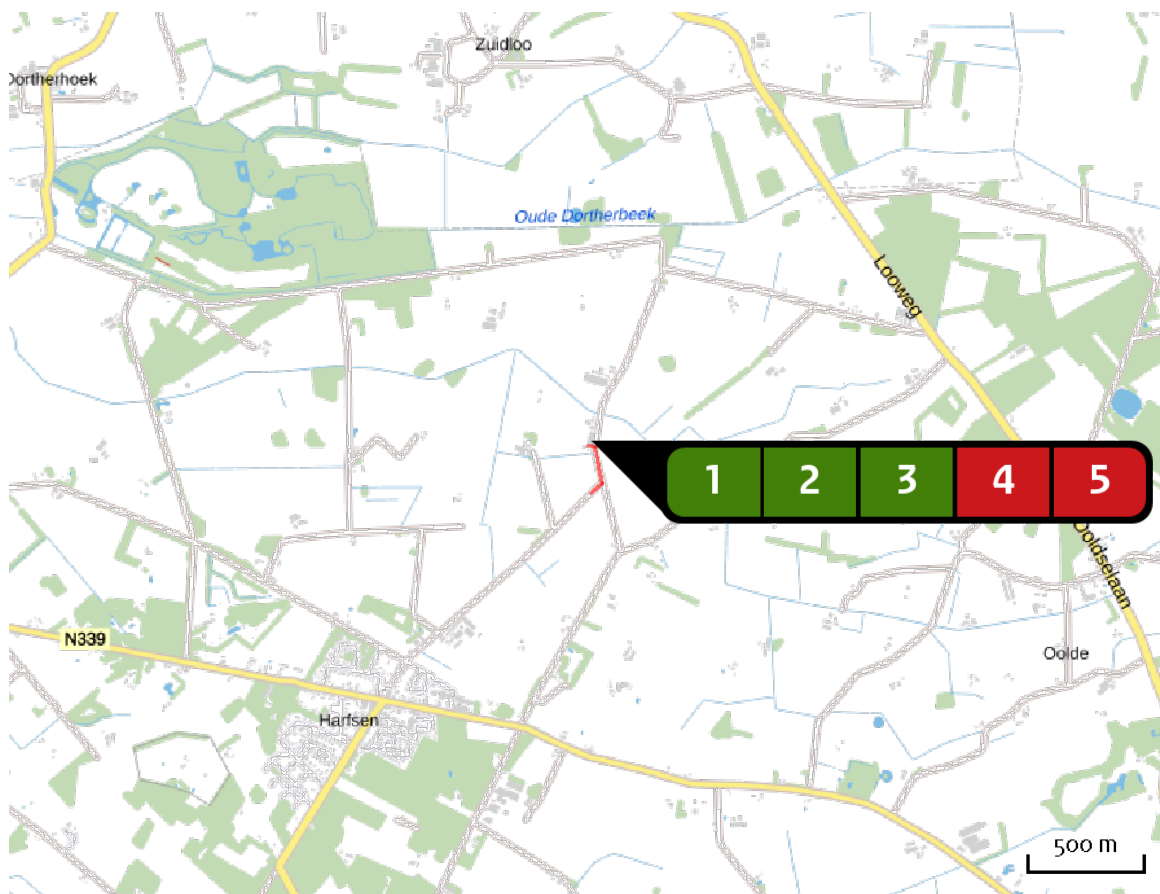 Zuidloo
Dortherhoek
Oude Dortherbeek
Looweg
1 2 3 4 5
Ooldselaan
N339
Oolde
Harfsen
500 m